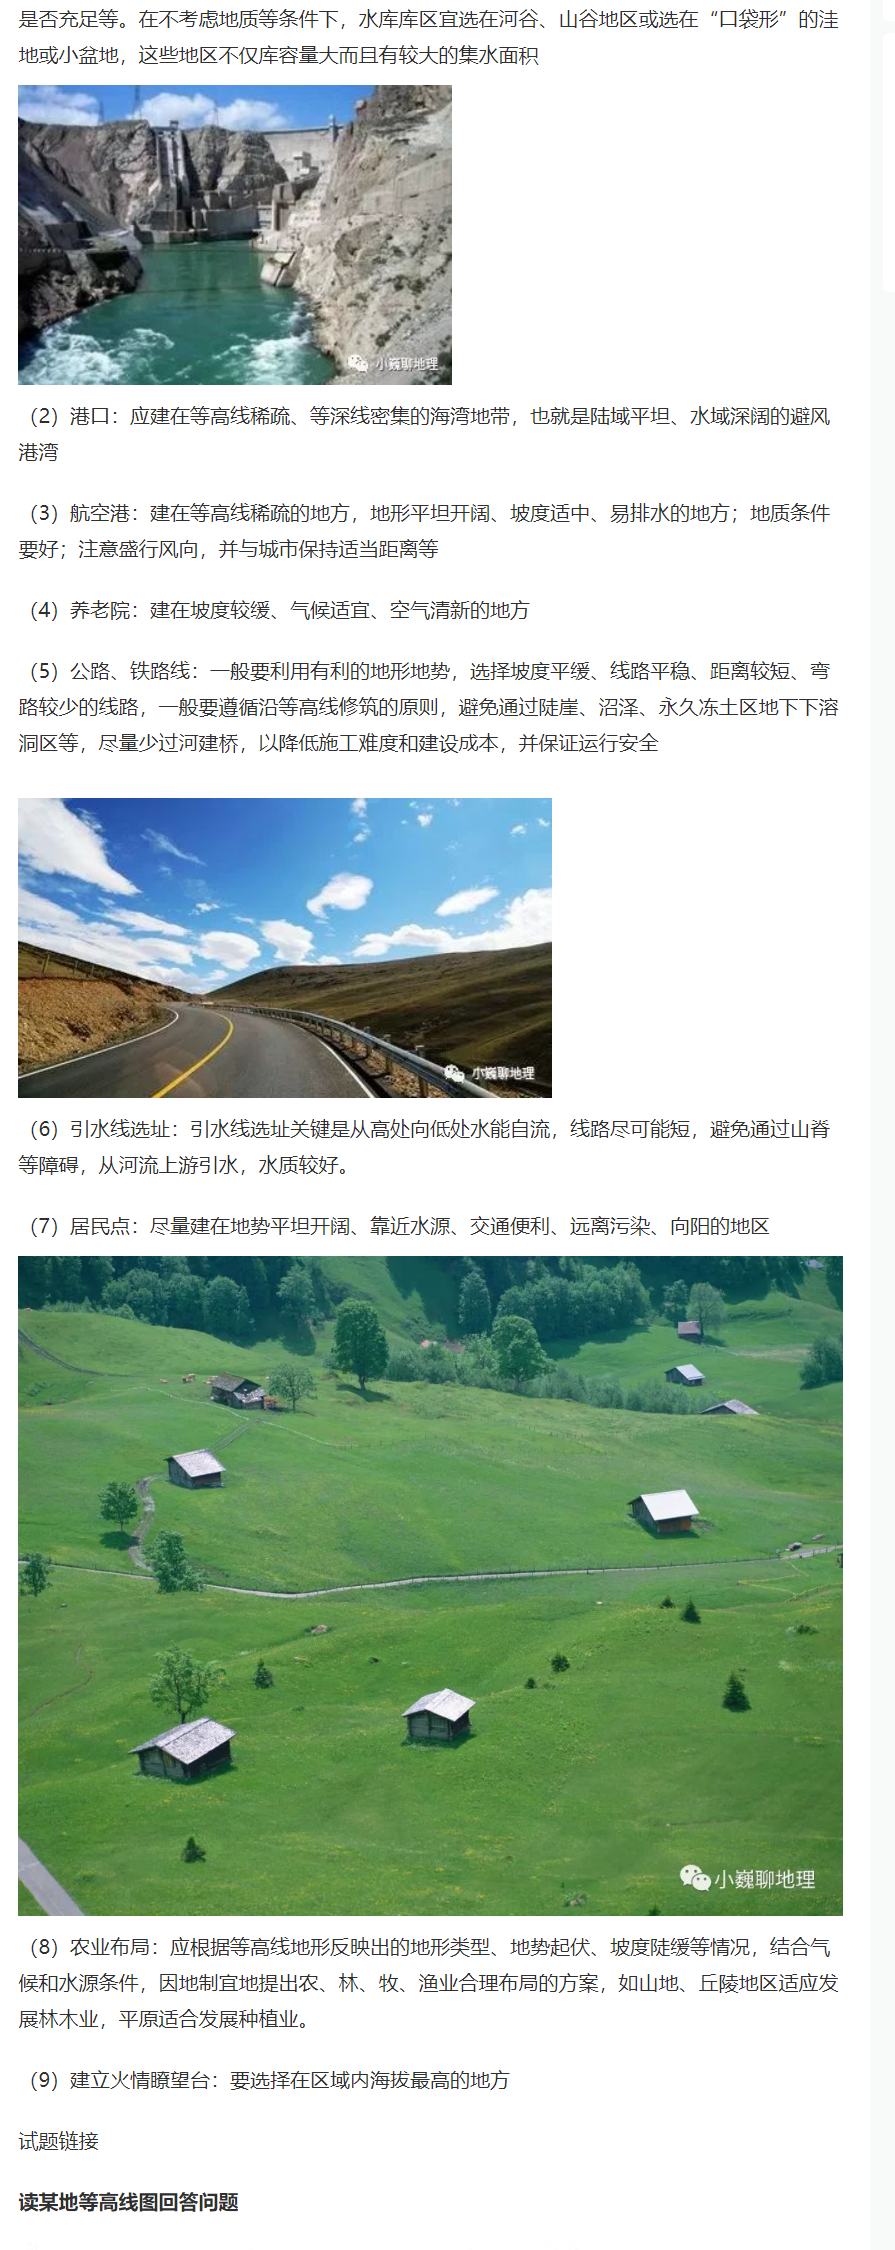 是否充足等。在不考虑地质等条件下，水库库区宜选在河谷、山谷地区或选在“口袋形”的洼
地或小盆地，这些地区不仅库容量大而且有较大的集水面积
小巍聊地理
（2）港口：应建在等高线稀疏、等深线密集的海湾地带，也就是陆域平坦、水域深阔的避风
港湾
（3）航空港：建在等高线稀疏的地方，地形平坦开阔、坡度适中、易排水的地方；地质条件
要好；注意盛行风向，并与城市保持适当距离等
（4）养老院：建在坡度较缓、气候适宜、空气清新的地方
（5）公路、铁路线：一般要利用有利的地形地势，选择坡度平缓、线路平稳、距离较短、弯
路较少的线路，一般要遵循沿等高线修筑的原则，避免通过陡崖、沼泽、永久冻土区地下下溶
洞区等，尽量少过河建桥，以降低施工难度和建设成本，并保证运行安全
小巍聊地理
（6）引水线选址：引水线选址关键是从高处向低处水能自流，线路尽可能短，避免通过山脊
等障碍，从河流上游引水，水质较好。
（7）居民点：尽量建在地势平坦开阔、靠近水源、交通便利、远离污染、向阳的地区
小巍聊地理
（8）农业布局：应根据等高线地形反映出的地形类型、地势起伏、坡度陡缓等情况，结合气
候和水源条件，因地制宜地提出农、林、牧、渔业合理布局的方案，如山地、丘陵地区适应发
展林木业，平原适合发展种植业。
（9）建立火情瞭望台：要选择在区域内海拔最高的地方
试题链接
读某地等高线图回答问题